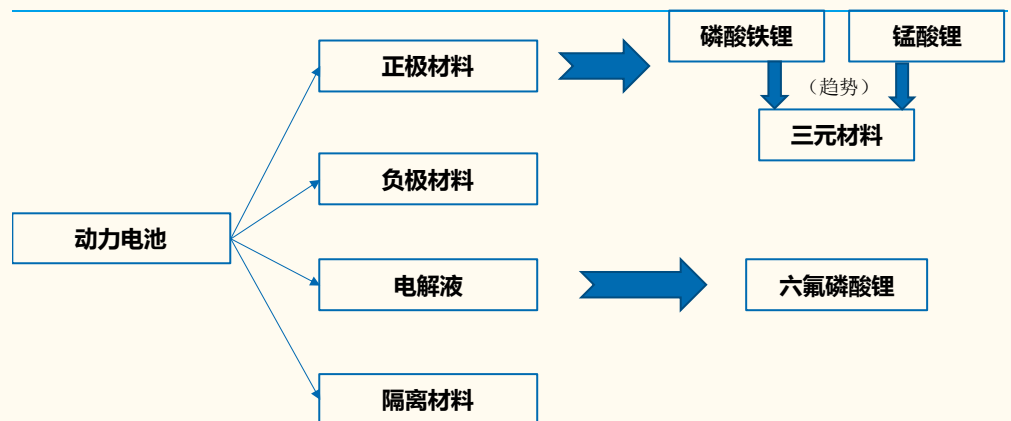 磷酸铁锂
锰酸锂
正极材料
（趋势）
三元材料
负极材料
动力电池
电解液
六氟磷酸锂
隔离材料